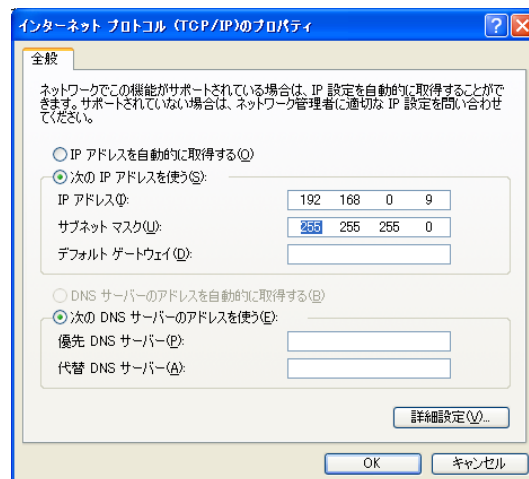 インターネット プロトコル (TCP/IP)のプロパティ
全般
ネットワークでこの機能がサポートされている場合は、IP 設定を自動的に取得することがで
きます。サポートされていない場合は、ネットワーク管理者に適切な IP 設定を問い合わせ
てください。
IP アドレスを自動的に取得する(O)
次の IP アドレスを使う(S):
IP アドレス(I): 192 168 0 9
サブネット マスク(U): 255 255 255 0
デフォルト ゲートウェイ(D):
DNS サーバーのアドレスを自動的に取得する(B)
次の DNS サーバーのアドレスを使う(E):
優先 DNS サーバー(P):
代替 DNS サーバー(A):
詳細設定(V)...
OK キャンセル